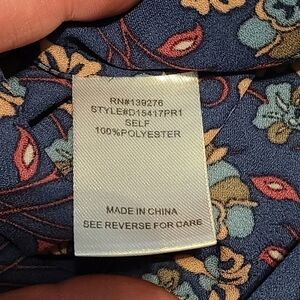 RN#139276
STYLE#D15417PR1
SELF
100%POLYESTER
MADE IN CHINA
SEE REVERSE FOR CARE